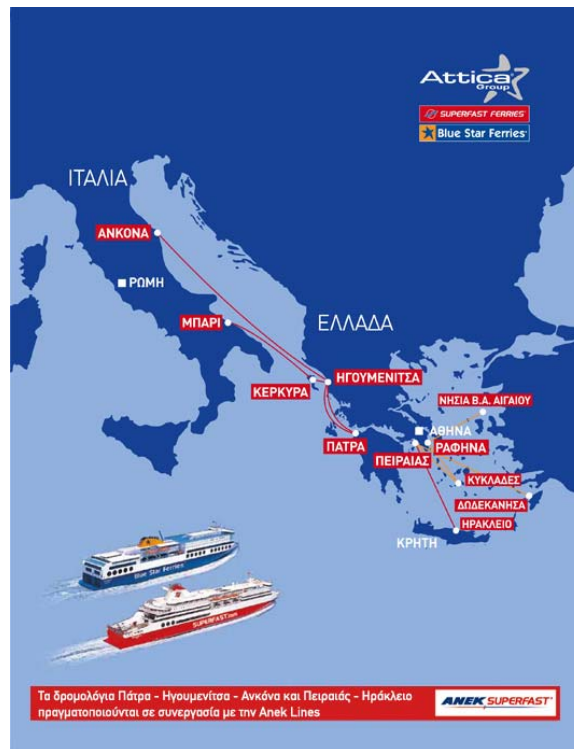 Attica
Group
SUPERFAST FERRIES
Blue Star Ferries
ΙΤΑΛΙΑ
ΑΝΚΟΝΑ
ΡΩΜΗ
ΜΠΑΡΙ
ΕΛΛΑΔΑ
ΚΕΡΚΥΡΑ
ΗΓΟΥΜΕΝΙΤΣΑ
ΝΗΣΙΑ Β.Α. ΑΙΓΑΙΟΥ
ΠΑΤΡΑ
ΑΘΗΝΑ
ΡΑΦΗΝΑ
ΠΕΙΡΑΙΑΣ
ΚΥΚΛΑΔΕΣ
ΔΩΔΕΚΑΝΗΣΑ
ΗΡΑΚΛΕΙΟ
ΚΡΗΤΗ
Blue Star Ferries
SUPERFAST.com
Τα δρομολόγια Πάτρα - Ηγουμενίτσα - Ανκόνα και Πειραιάς - Ηράκλειο
πραγματοποιούνται σε συνεργασία με την Anek Lines
ANEK SUPERFAST